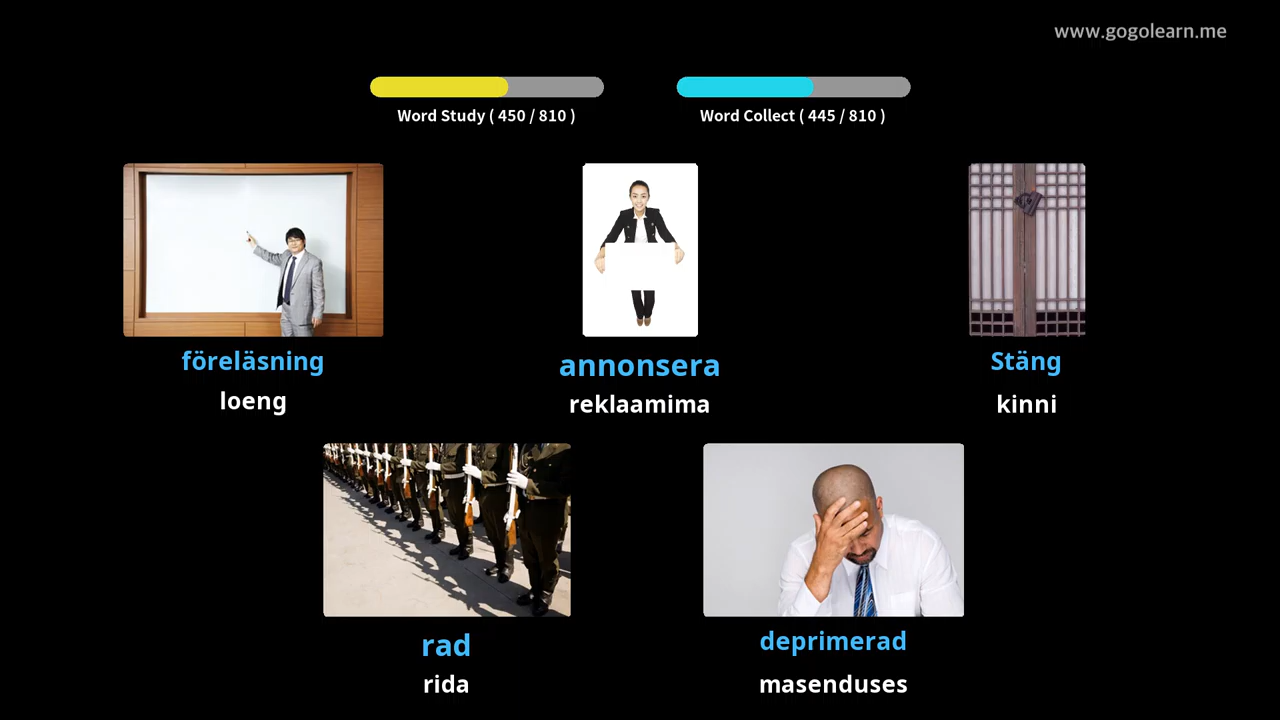 www.gogolearn.me
Word Study ( 450 / 810 )
Word Collect ( 445 / 810 )
föreläsning
loeng
annonsera
reklaamima
Stäng
kinni
rad
rida
deprimerad
masenduses